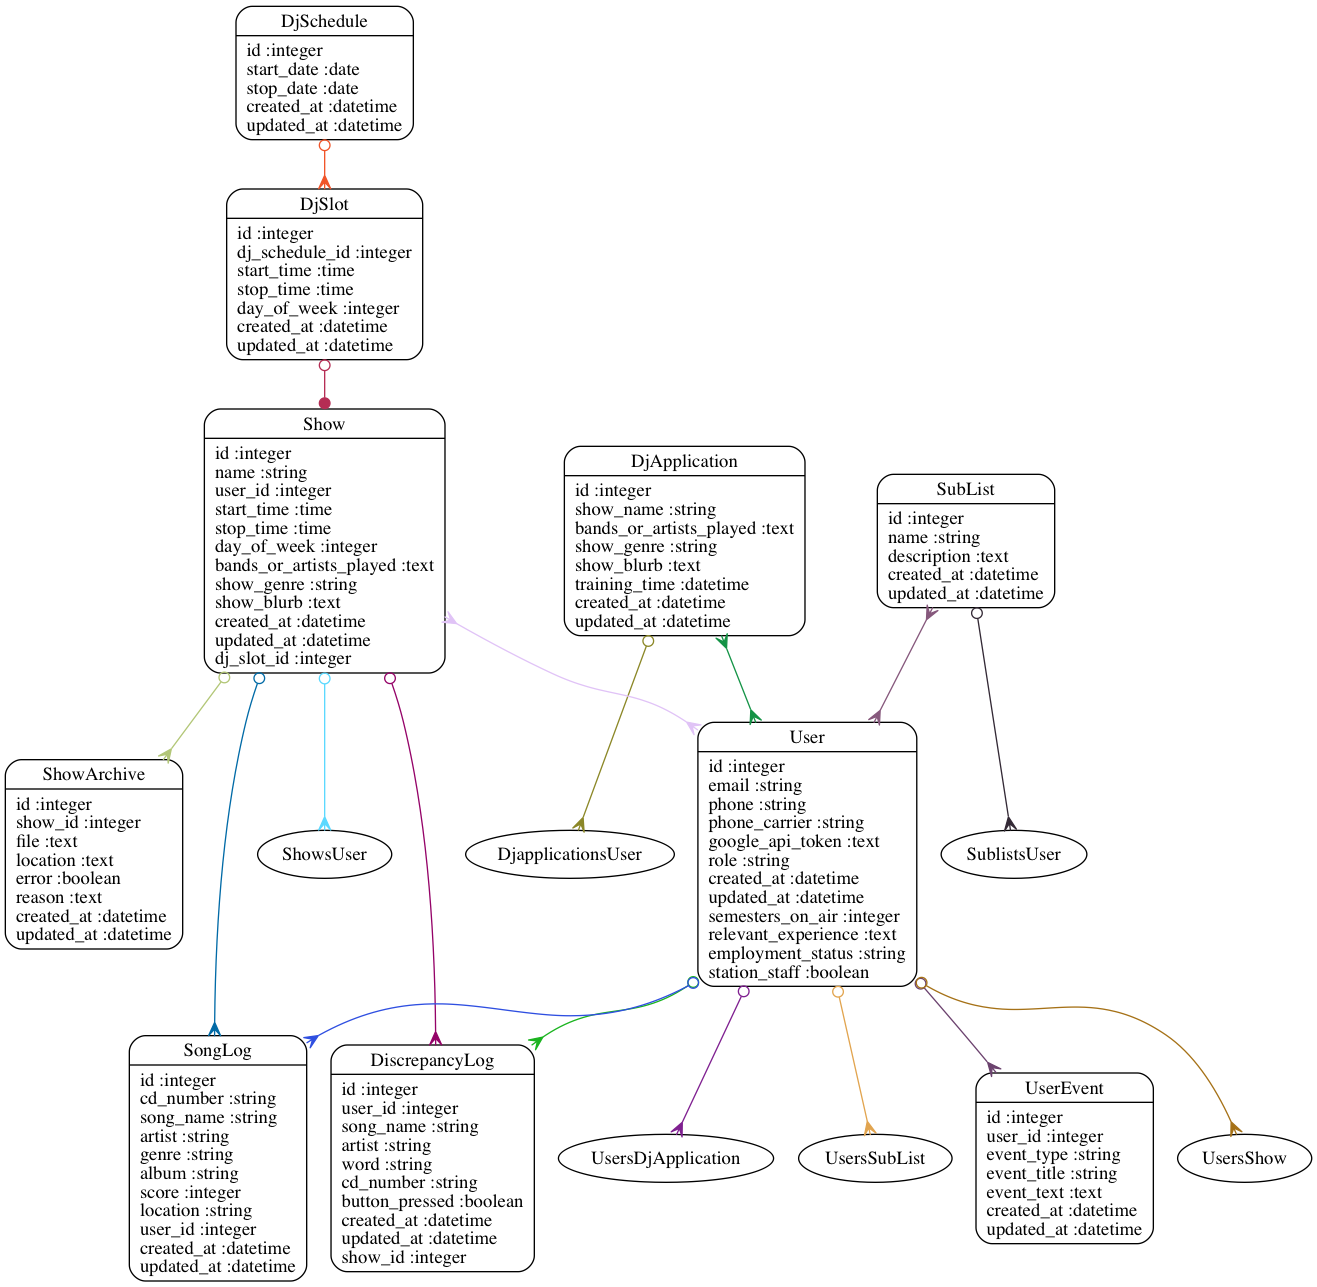 DjSchedule
id :integer
start_date :date
stop_date :date
created_at :datetime
updated_at :datetime
DjSlot
id :integer
dj_schedule_id :integer
start_time :time
stop_time :time
day_of_week :integer
created_at :datetime
updated_at :datetime
Show
id :integer
name :string
user_id :integer
start_time :time
stop_time :time
day_of_week :integer
bands_or_artists_played :text
show_genre :string
show_blurb :text
created_at :datetime
updated_at :datetime
dj_slot_id :integer
DjApplication
id :integer
show_name :string
bands_or_artists_played :text
show_genre :string
show_blurb :text
training_time :datetime
created_at :datetime
updated_at :datetime
SubList
id :integer
name :string
description :text
created_at :datetime
updated_at :datetime
User
id :integer
email :string
phone :string
phone_carrier :string
google_api_token :text
role :string
created_at :datetime
updated_at :datetime
semesters_on_air :integer
relevant_experience :text
employment_status :string
station_staff :boolean
ShowArchive
id :integer
show_id :integer
file :text
location :text
error :boolean
reason :text
created_at :datetime
updated_at :datetime
ShowsUser
DjapplicationsUser
SublistsUser
SongLog
id :integer
cd_number :string
song_name :string
artist :string
genre :string
album :string
score :integer
location :string
user_id :integer
created_at :datetime
updated_at :datetime
DiscrepancyLog
id :integer
user_id :integer
song_name :string
artist :string
word :string
cd_number :string
button_pressed :boolean
created_at :datetime
updated_at :datetime
show_id :integer
UsersDjApplication
UsersSubList
UserEvent
id :integer
user_id :integer
event_type :string
event_title :string
event_text :text
created_at :datetime
updated_at :datetime
UsersShow